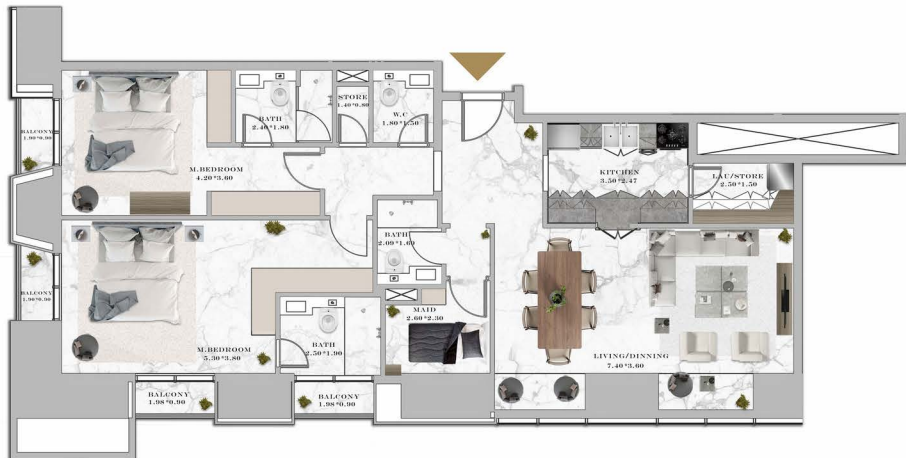 BALCONY
1.98*0.90
M.BEDROOM
4.20*3.60
BATH
2.40*1.80
STORE
1.40*0.80
W.C
1.80*1.50
KITCHEN
3.50*2.47
LAU/STORE
2.50*1.50
BALCONY
1.90*0.90
BATH
2.09*1.60
MAID
2.60*2.30
M.BEDROOM
5.30*3.80
BATH
2.50*1.90
LIVING/DINNING
7.40*3.60
BALCONY
1.98*0.90
BALCONY
1.98*0.90